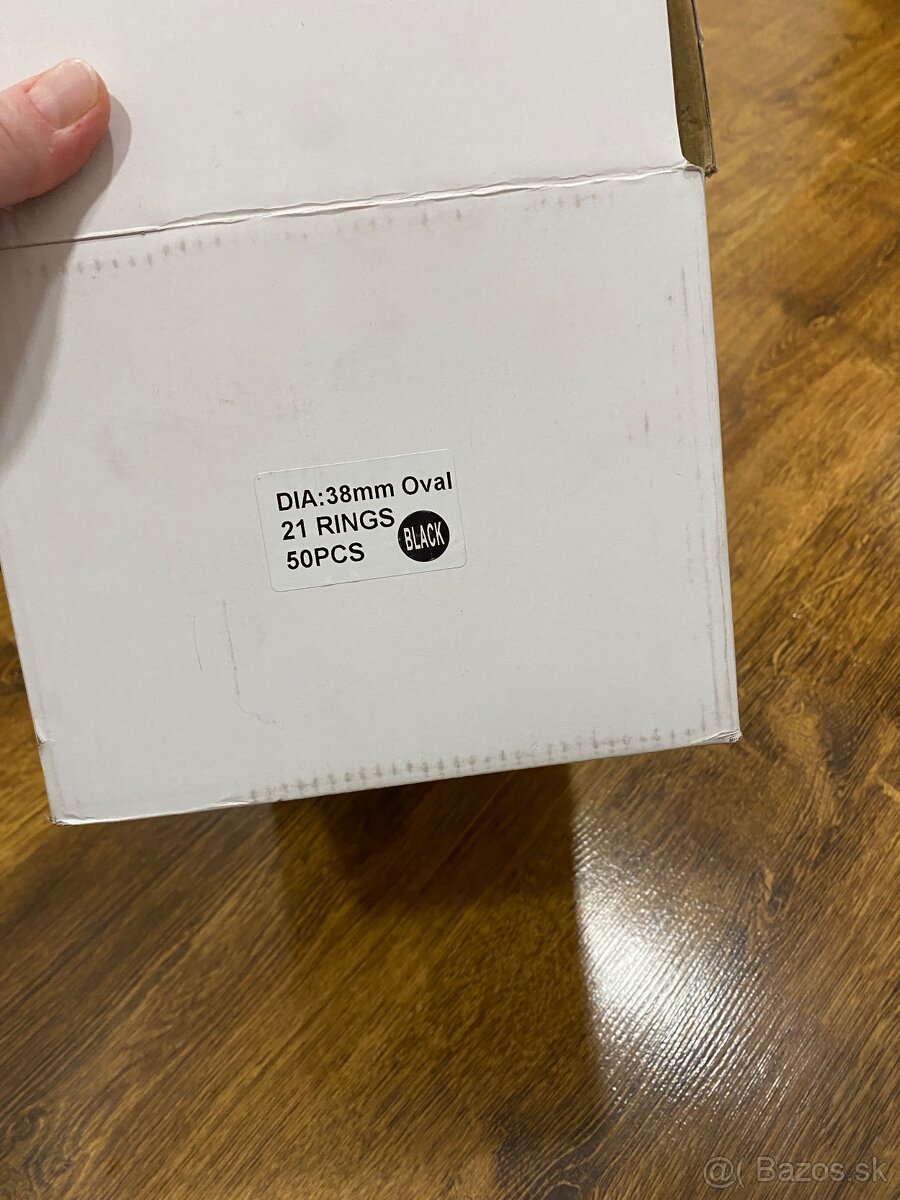 DIA:38mm Oval
21 RINGS
50PCS
BLACK
@( Bazos.sk